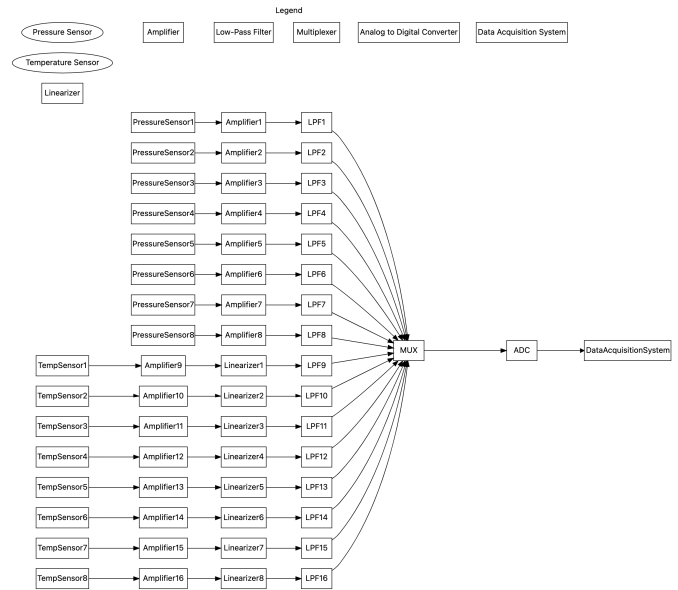 Legend
Pressure Sensor
Amplifier
Low-Pass Filter
Multiplexer
Analog to Digital Converter
Data Acquisition System
Temperature Sensor
Linearizer
PressureSensor1
Amplifier1
LPF1
PressureSensor2
Amplifier2
LPF2
PressureSensor3
Amplifier3
LPF3
PressureSensor4
Amplifier4
LPF4
PressureSensor5
Amplifier5
LPF5
PressureSensor6
Amplifier6
LPF6
PressureSensor7
Amplifier7
LPF7
PressureSensor8
Amplifier8
LPF8
MUX
ADC
DataAcquisitionSystem
TempSensor1
Amplifier9
Linearizer1
LPF9
TempSensor2
Amplifier10
Linearizer2
LPF10
TempSensor3
Amplifier11
Linearizer3
LPF11
TempSensor4
Amplifier12
Linearizer4
LPF12
TempSensor5
Amplifier13
Linearizer5
LPF13
TempSensor6
Amplifier14
Linearizer6
LPF14
TempSensor7
Amplifier15
Linearizer7
LPF15
TempSensor8
Amplifier16
Linearizer8
LPF16